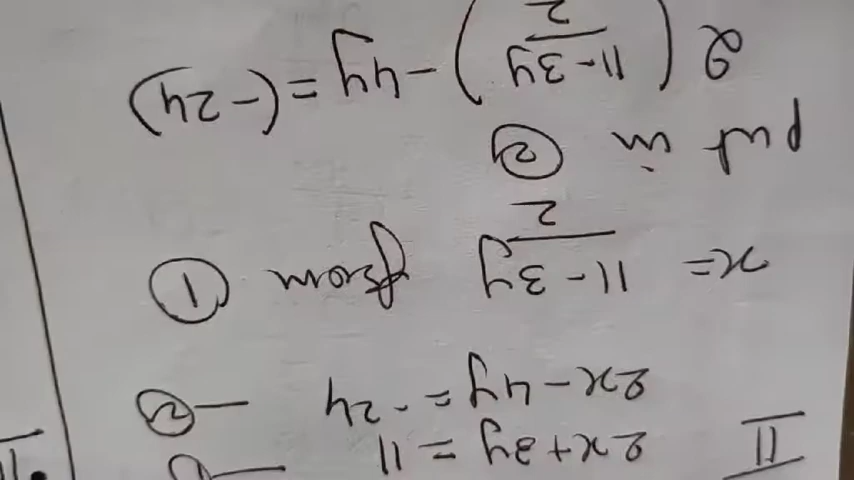 II 2x + 3y = 11 — ①
2x - 4y = -24 — ②
x = 11 - 3y / 2 from ①
put in ②
2 ( 11 - 3y / 2 ) - 4y = (-24)